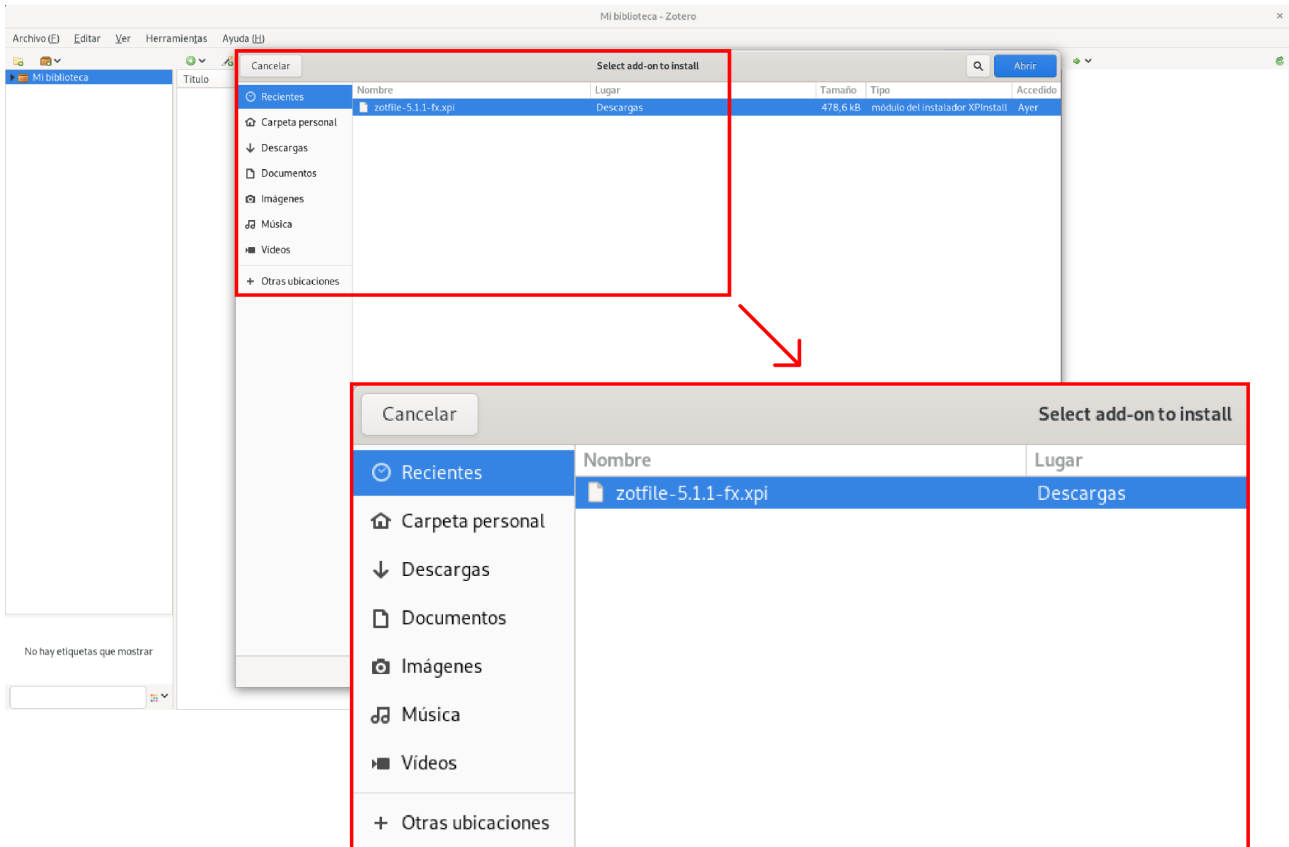 Mi biblioteca - Zotero ×
Archivo (F) Editar Ver Herramientas Ayuda (H)
Mi biblioteca
Título
Cancelar Select add-on to install Abrir
Nombre Lugar Tamaño Tipo Accedido
zotfile-5.1.1-fx.xpi Descargas 478,6 kB módulo del instalador XPInstall Ayer
Recientes
Carpeta personal
Descargas
Documentos
Imágenes
Música
Vídeos
+ Otras ubicaciones
No hay etiquetas que mostrar
Cancelar Select add-on to install
Nombre Lugar
zotfile-5.1.1-fx.xpi Descargas
Recientes
Carpeta personal
Descargas
Documentos
Imágenes
Música
Vídeos
+ Otras ubicaciones